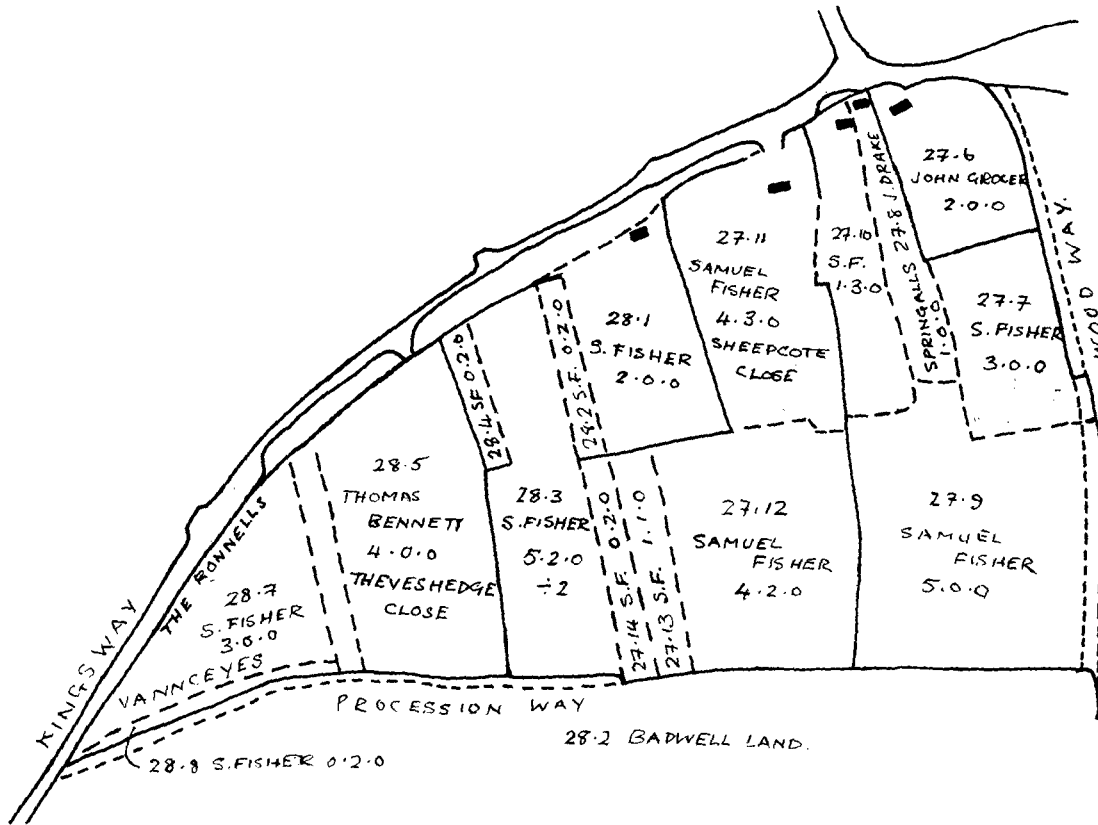 27.6
JOHN GROCER
2.0.0
WOOD WAY.
SPRINGALLS 27.8 J. DRAKE
1.0.0
27.10
S.F.
1.3.0
27.11
SAMUEL
FISHER
4.3.0
SHEEPCOTE
CLOSE
27.7
S. FISHER
3.0.0
28.1
S. FISHER
2.0.0
28.2 S.F. 0.2.0
28.4 SF 0.2.0
28.5
THOMAS
BENNETT
4.0.0
THEVESHEDGE
CLOSE
28.3
S. FISHER
5.2.0
÷2
27.14 S.F. 0.2.0
27.13 S.F. 1.1.0
27.12
SAMUEL
FISHER
4.2.0
27.9
SAMUEL
FISHER
5.0.0
THE RONNELLS
28.7
S. FISHER
3.0.0
VANNCEYES
KINGSWAY
PROCESSION WAY
28.2 BADWELL LAND.
28.8 S. FISHER 0.2.0